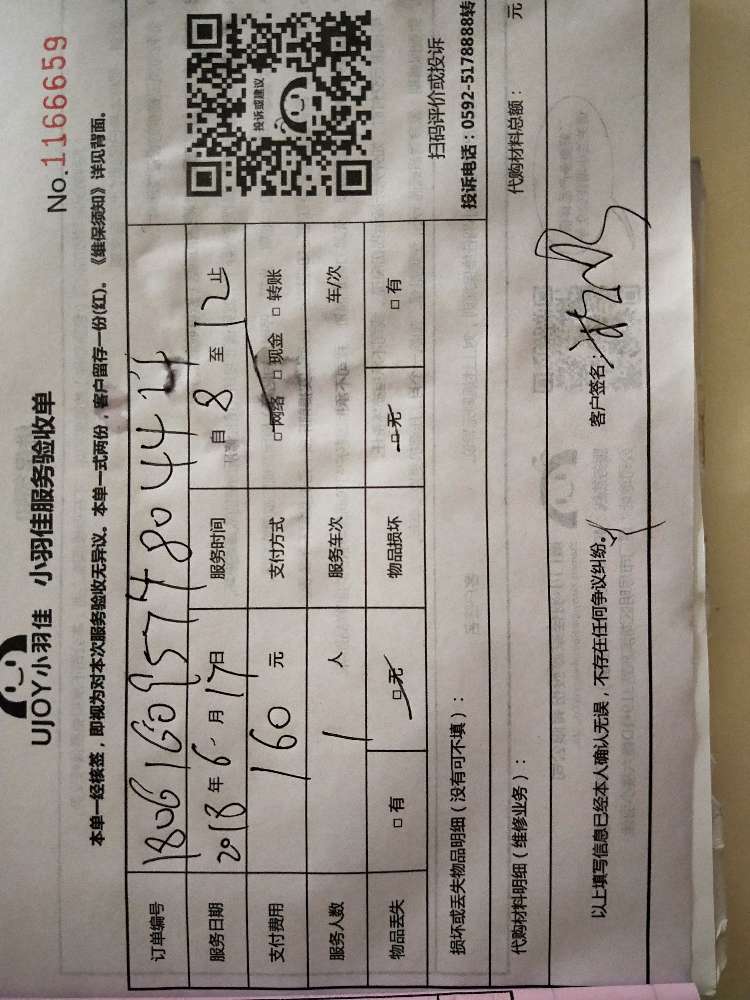 No.1166659
UJOY小羽佳 小羽佳服务验收单
本单一经核签，即视为对本次服务验收无异议。本单一式两份，客户留存一份(红)。《维保须知》详见背面。
订单编号
服务日期 2018 年 6 月 17 日 服务时间 自 8 至 12 止
支付费用 160 元 支付方式 □ 网络 □ 现金 □ 转账
服务人数 1 人 服务车次 车/次
物品丢失 □ 有 □ 无 物品损坏 □ 无 □ 有
投诉或建议
扫码评价或投诉
投诉电话：0592-5178888转
损坏或丢失物品明细（没有可不填）：
代购材料明细（维修业务）： 代购材料总额： 元
以上填写信息已经本人确认无误，不存在任何争议纠纷。 客户签名：